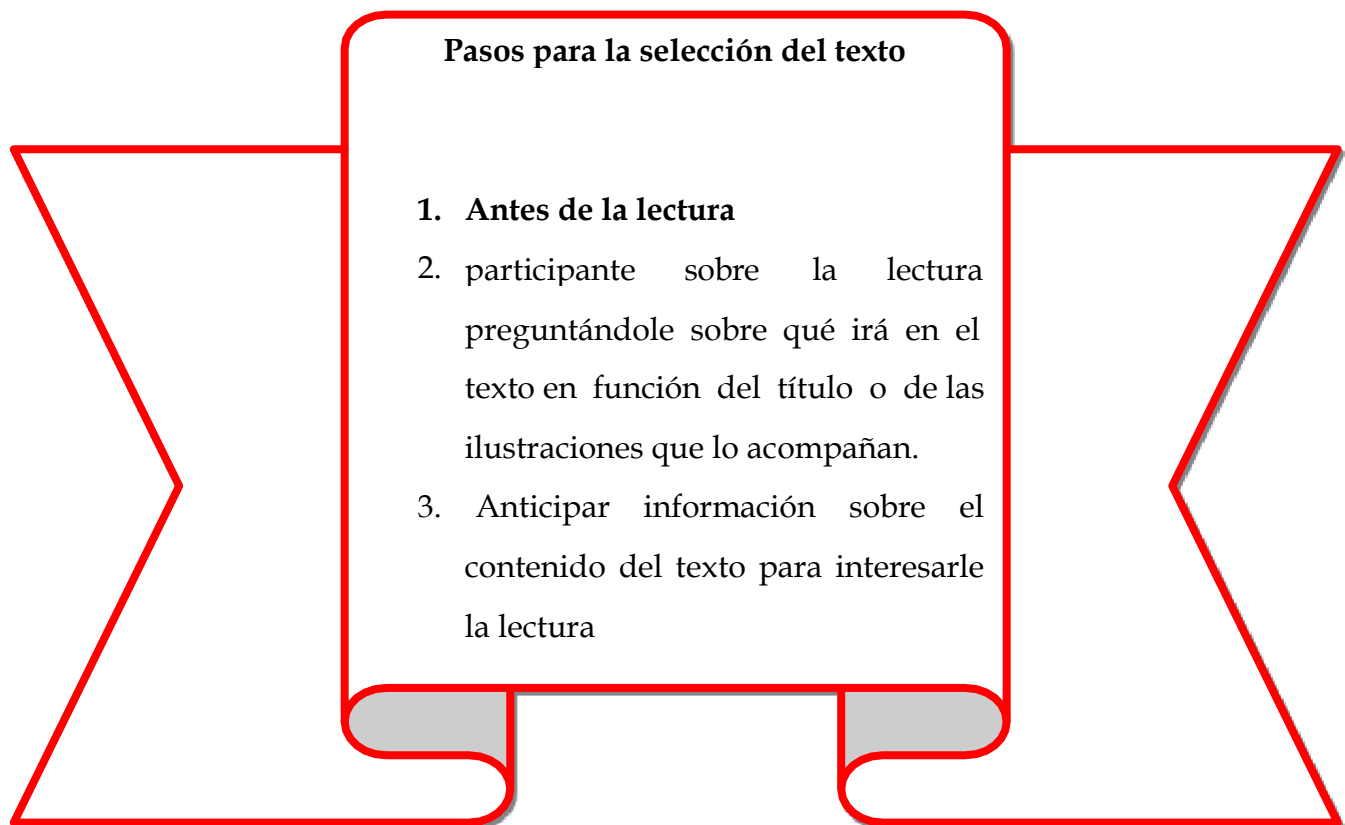 Pasos para la selección del texto
1. Antes de la lectura
2. participante sobre la lectura
preguntándole sobre qué irá en el
texto en función del título o de las
ilustraciones que lo acompañan.
3. Anticipar información sobre el
contenido del texto para interesarle
la lectura